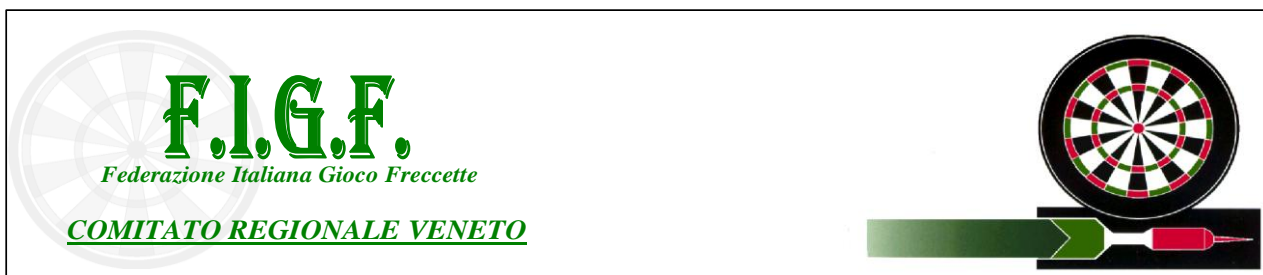 F.I.G.F.
Federazione Italiana Gioco Freccette
COMITATO REGIONALE VENETO